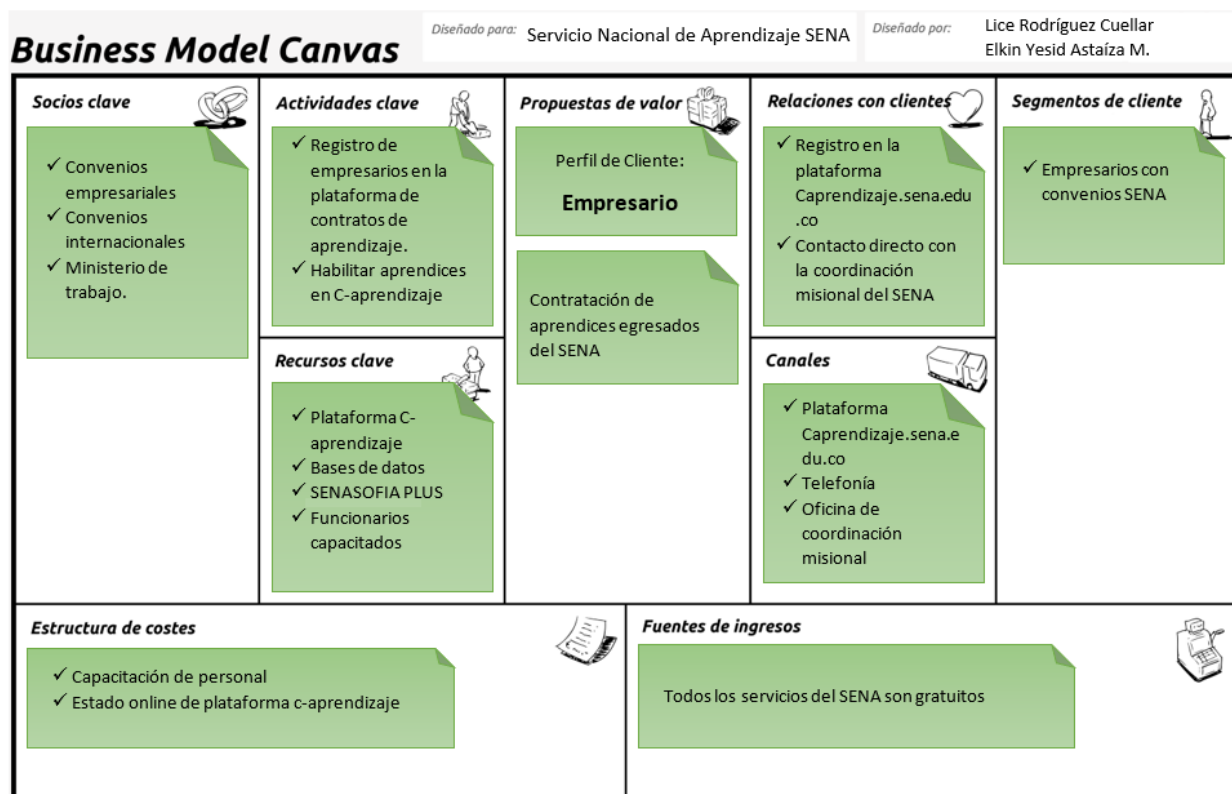 Business Model Canvas
Diseñado para:
Servicio Nacional de Aprendizaje SENA
Diseñado por:
Lice Rodríguez Cuellar
Elkin Yesid Astaíza M.
Socios clave
✓ Convenios
empresariales
✓ Convenios
internacionales
✓ Ministerio de
trabajo.
Actividades clave
✓ Registro de
empresarios en la
plataforma de
contratos de
aprendizaje.
✓ Habilitar aprendices
en C-aprendizaje
Recursos clave
✓ Plataforma C-
aprendizaje
✓ Bases de datos
✓ SENASOFIA PLUS
✓ Funcionarios
capacitados
Propuestas de valor
Perfil de Cliente:
Empresario
Contratación de
aprendices egresados
del SENA
Relaciones con clientes
✓ Registro en la
plataforma
Caprendizaje.sena.edu
.co
✓ Contacto directo con
la coordinación
misional del SENA
Canales
✓ Plataforma
Caprendizaje.sena.e
du.co
✓ Telefonía
✓ Oficina de
coordinación
misional
Segmentos de cliente
✓ Empresarios con
convenios SENA
Estructura de costes
✓ Capacitación de personal
✓ Estado online de plataforma c-aprendizaje
Fuentes de ingresos
Todos los servicios del SENA son gratuitos